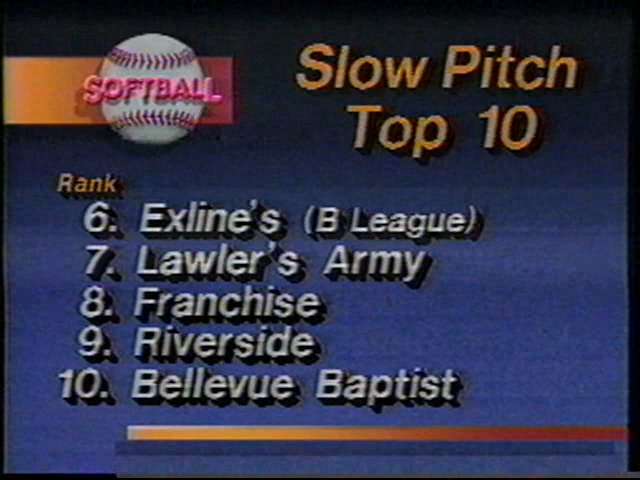 SOFTBALL
Slow Pitch
Top 10
Rank
6. Exline's (B League)
7. Lawler's Army
8. Franchise
9. Riverside
10. Bellevue Baptist